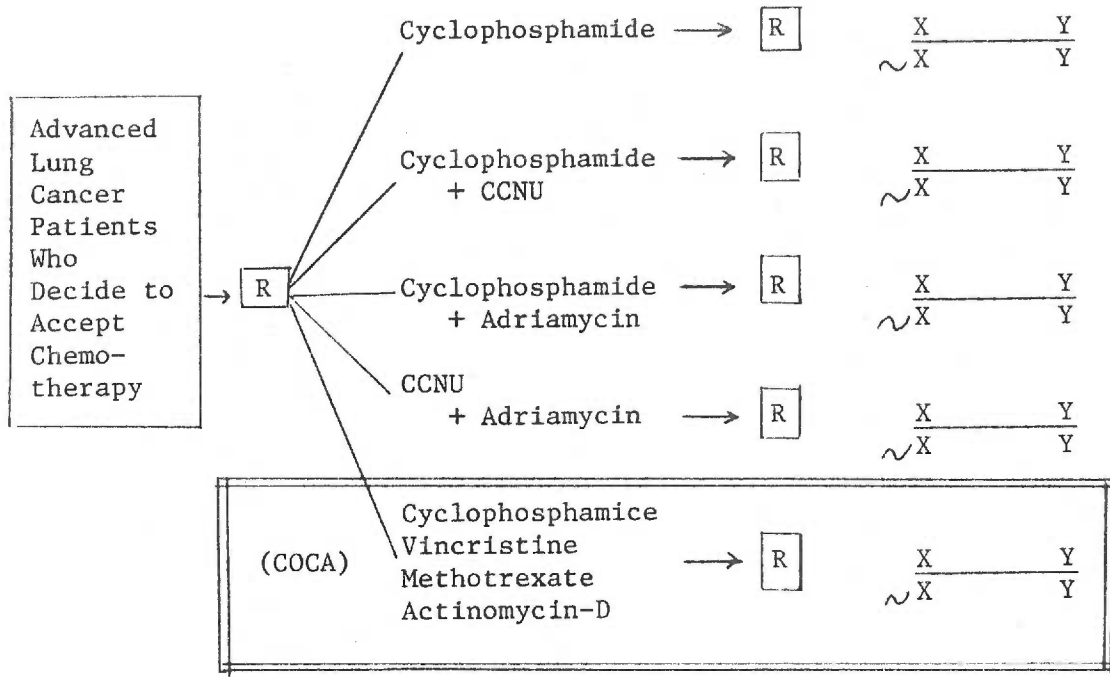 Advanced
Lung
Cancer
Patients
Who
Decide to
Accept
Chemo-
therapy
→ R
Cyclophosphamide → R
X Y
~X Y
Cyclophosphamide → R
+ CCNU
X Y
~X Y
Cyclophosphamide → R
+ Adriamycin
X Y
~X Y
CCNU
+ Adriamycin → R
X Y
~X Y
(COCA)
Cyclophosphamice
Vincristine
Methotrexate
Actinomycin-D
→ R
X Y
~X Y